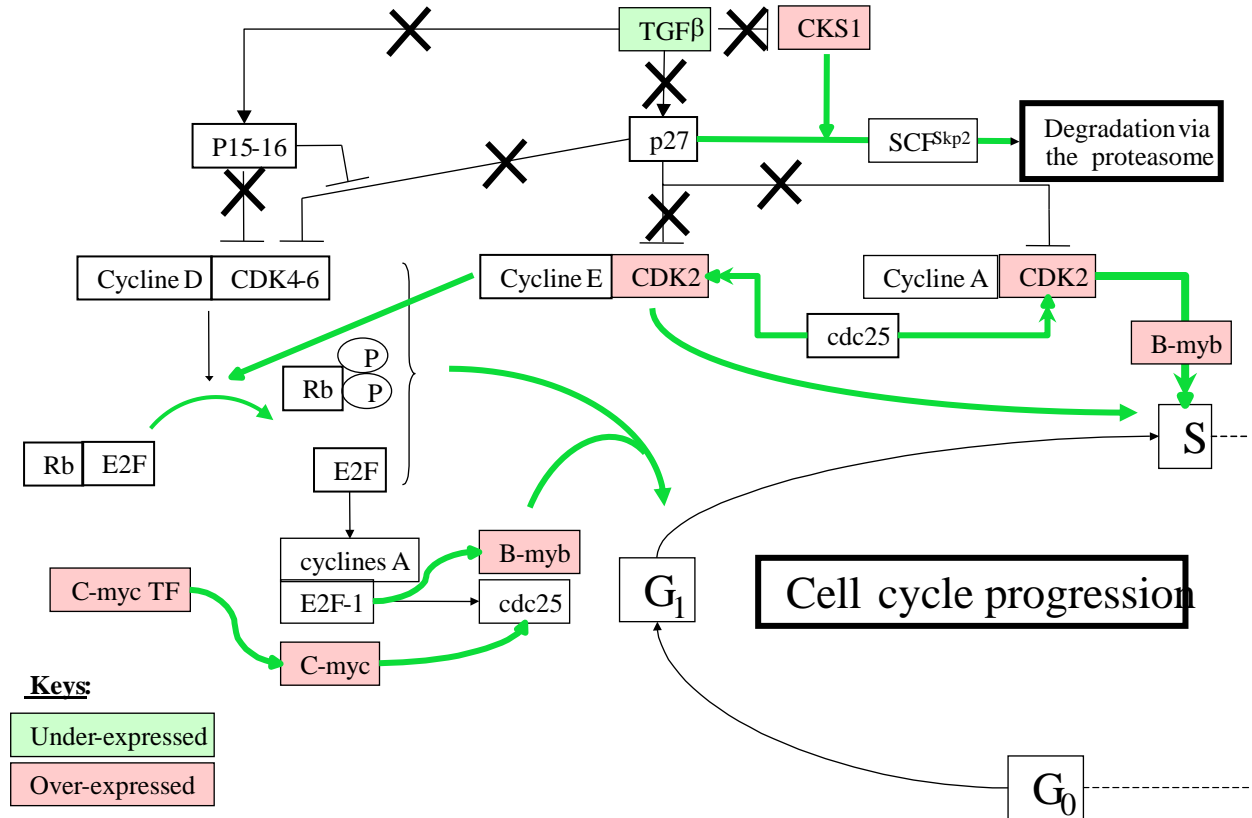 TGFβ
CKS1
P15-16
p27
SCFSkp2
Degradation via
the proteasome
Cycline D
CDK4-6
Cycline E
CDK2
Cycline A
CDK2
cdc25
B-myb
P
Rb
P
S
Rb
E2F
E2F
cyclines A
B-myb
C-myc TF
E2F-1
cdc25
G1
Cell cycle progression
C-myc
Keys:
Under-expressed
Over-expressed
G0